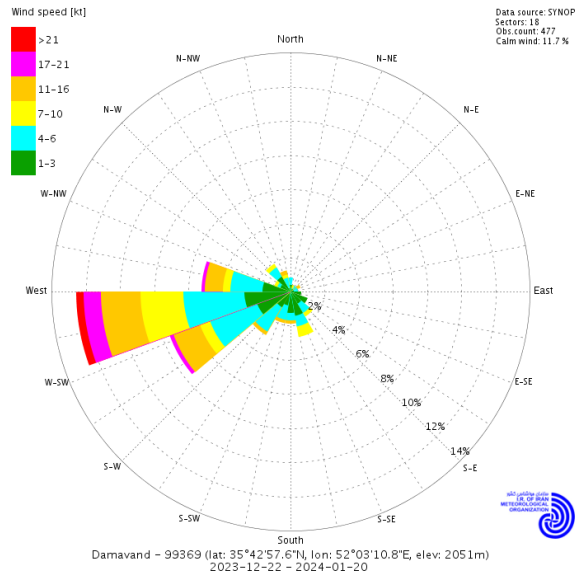 Wind speed [kt]
>21
17-21
11-16
7-10
4-6
1-3
Data source: SYNOP
Sectors: 18
Obs.count: 477
Calm wind: 11.7 %
North
N-NW
N-NE
N-W
N-E
W-NW
E-NE
West
East
2%
4%
6%
8%
10%
12%
14%
W-SW
E-SE
S-W
S-E
S-SW
S-SE
South
I.R. OF IRAN
METEOROLOGICAL
ORGANIZATION
Damavand - 99369 (lat: 35°42'57.6"N, lon: 52°03'10.8"E, elev: 2051m)
2023-12-22 - 2024-01-20